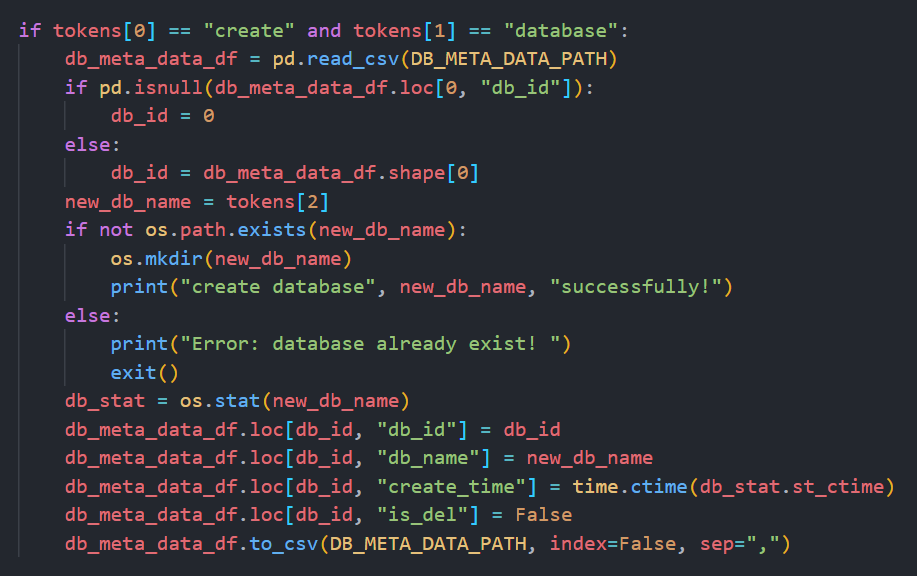 if tokens[0] == "create" and tokens[1] == "database":
    db_meta_data_df = pd.read_csv(DB_META_DATA_PATH)
    if pd.isnull(db_meta_data_df.loc[0, "db_id"]):
        db_id = 0
    else:
        db_id = db_meta_data_df.shape[0]
    new_db_name = tokens[2]
    if not os.path.exists(new_db_name):
        os.mkdir(new_db_name)
        print("create database", new_db_name, "successfully!")
    else:
        print("Error: database already exist! ")
        exit()
    db_stat = os.stat(new_db_name)
    db_meta_data_df.loc[db_id, "db_id"] = db_id
    db_meta_data_df.loc[db_id, "db_name"] = new_db_name
    db_meta_data_df.loc[db_id, "create_time"] = time.ctime(db_stat.st_ctime)
    db_meta_data_df.loc[db_id, "is_del"] = False
    db_meta_data_df.to_csv(DB_META_DATA_PATH, index=False, sep=",")